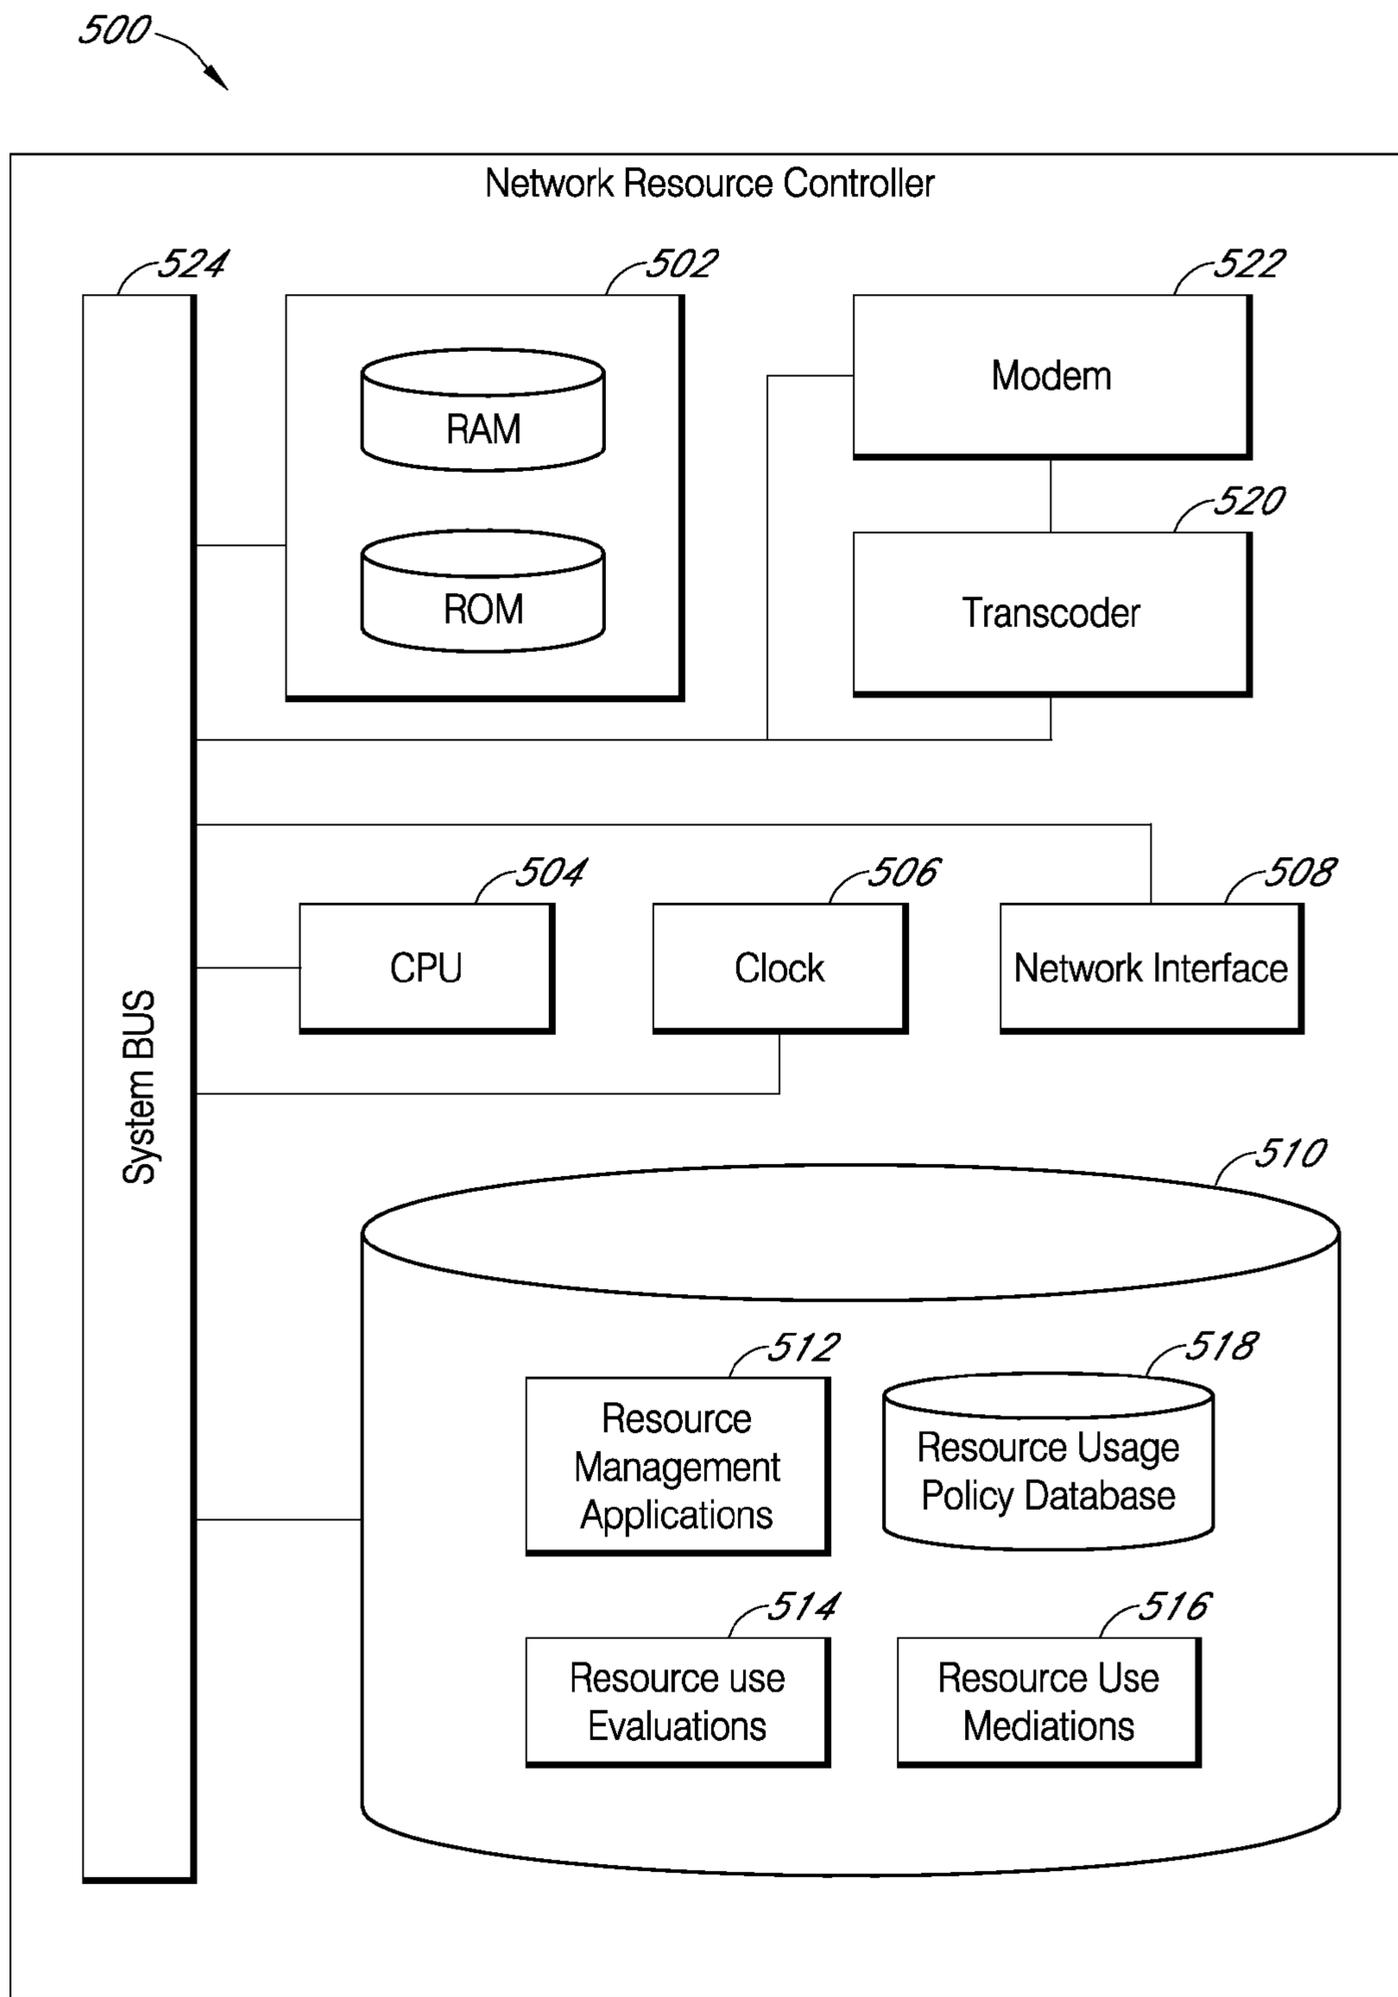 500
Network Resource Controller
524
502
522
RAM
Modem
520
ROM
Transcoder
504
506
508
CPU
Clock
Network Interface
System BUS
510
512
518
Resource
Management
Applications
Resource Usage
Policy Database
514
516
Resource use
Evaluations
Resource Use
Mediations